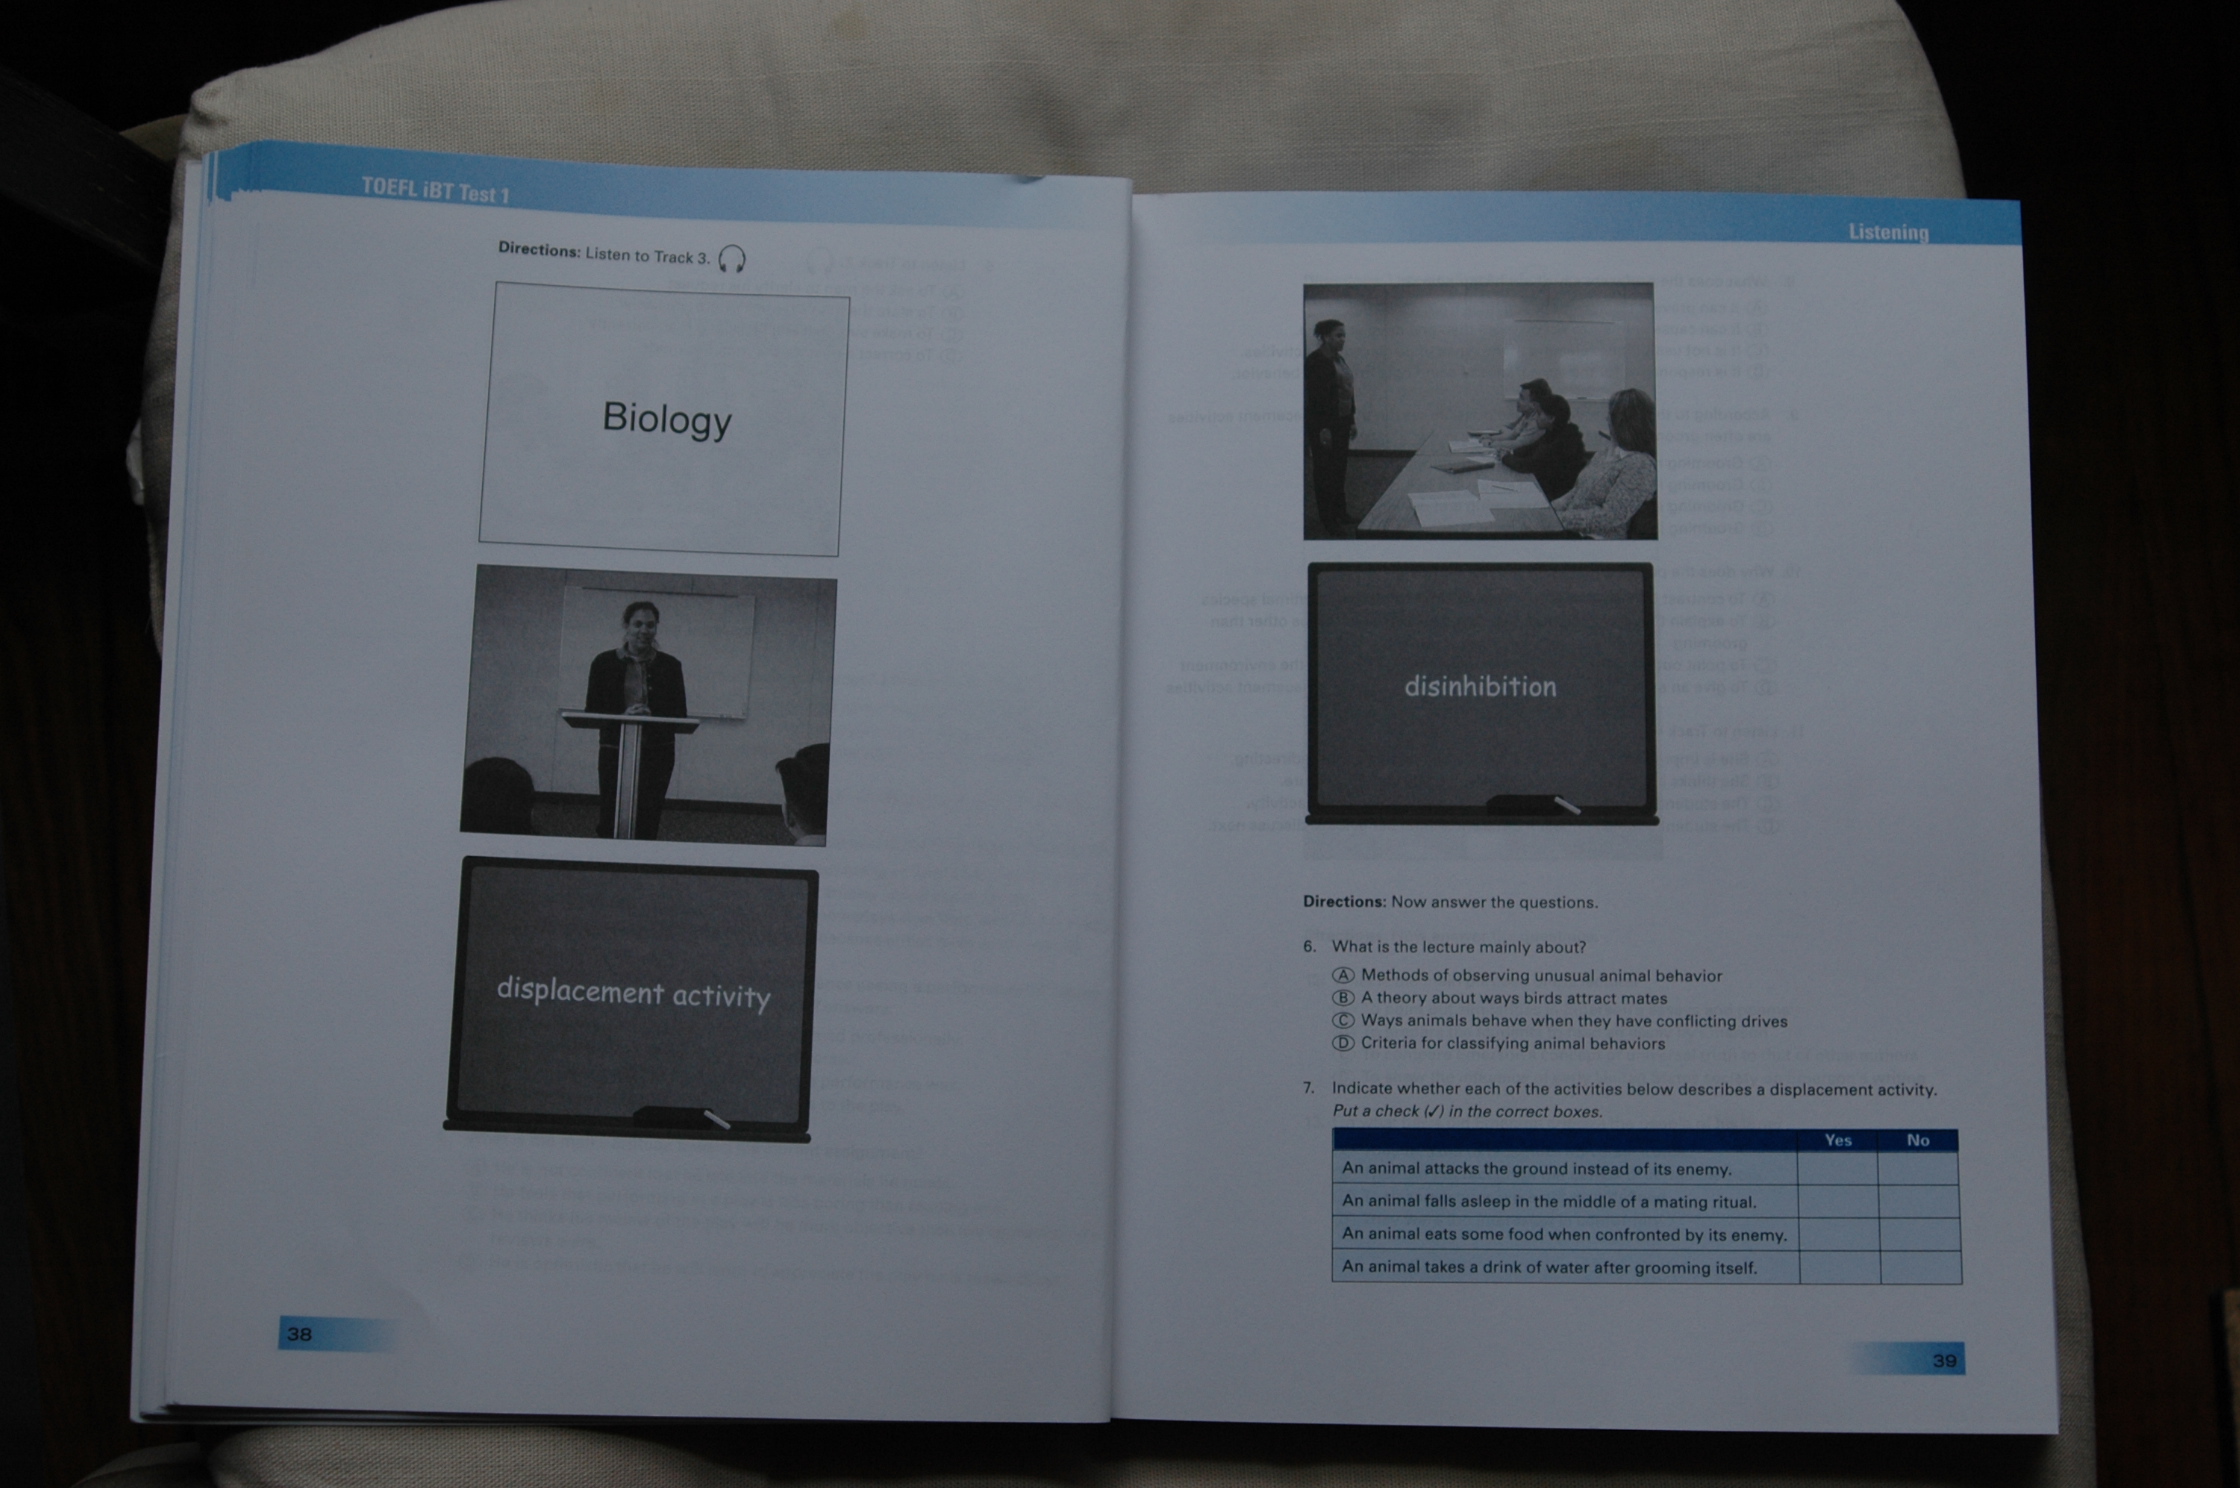 TOEFL iBT Test 1
Directions: Listen to Track 3.
Biology
displacement activity
38
Listening
disinhibition
Directions: Now answer the questions.
6. What is the lecture mainly about?
(A) Methods of observing unusual animal behavior
(B) A theory about ways birds attract mates
(C) Ways animals behave when they have conflicting drives
(D) Criteria for classifying animal behaviors
7. Indicate whether each of the activities below describes a displacement activity.
Put a check (✓) in the correct boxes.
Yes No
An animal attacks the ground instead of its enemy.
An animal falls asleep in the middle of a mating ritual.
An animal eats some food when confronted by its enemy.
An animal takes a drink of water after grooming itself.
39